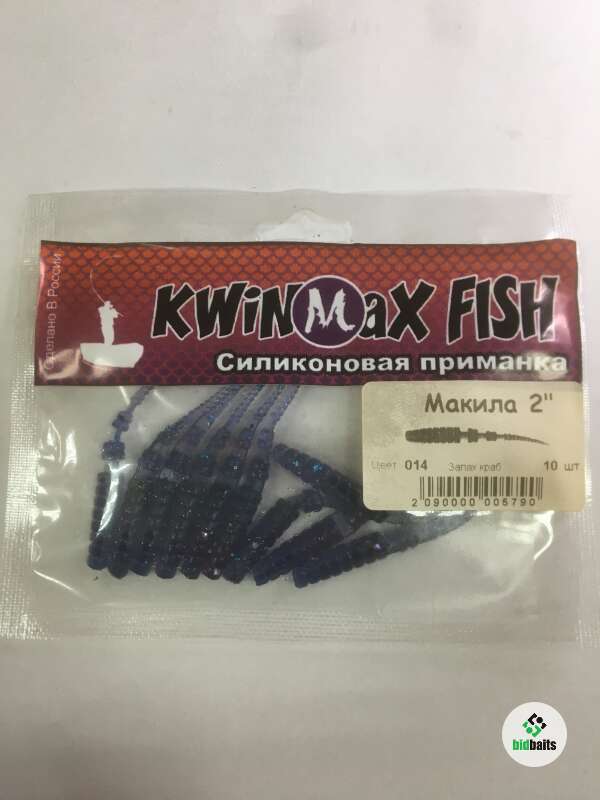 Сделано В России
KWiNMaX FISH
Силиконовая приманка
Макила 2"
Цвет 014 Запах краб 10 шт
2 090000 005790
bidbaits